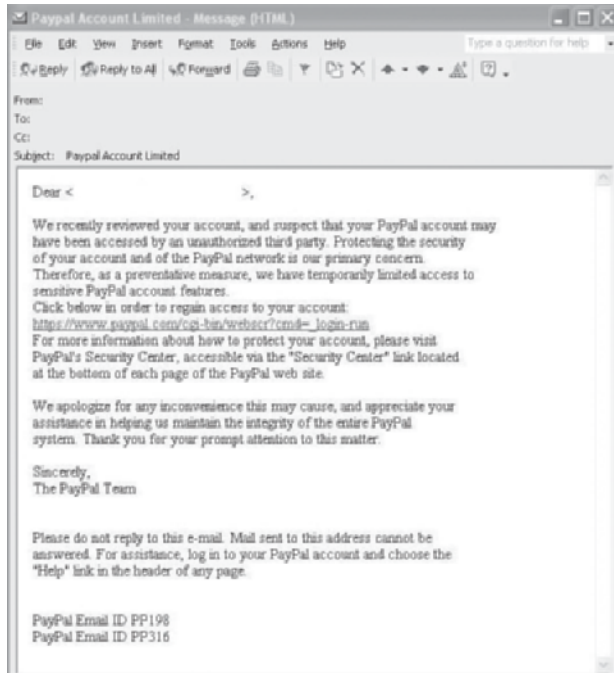 Paypal Account Limited - Message (HTML)
File Edit View Insert Format Tools Actions Help Type a question for help
Reply Reply to All Forward
From:
To:
Cc:
Subject: Paypal Account Limited
Dear < >,
We recently reviewed your account, and suspect that your PayPal account may
have been accessed by an unauthorized third party. Protecting the security
of your account and of the PayPal network is our primary concern.
Therefore, as a preventative measure, we have temporarily limited access to
sensitive PayPal account features.
Click below in order to regain access to your account:
https://www.paypal.com/cgi-bin/webscr?cmd=_login-run
For more information about how to protect your account, please visit
PayPal's Security Center, accessible via the "Security Center" link located
at the bottom of each page of the PayPal web site.
We apologize for any inconvenience this may cause, and appreciate your
assistance in helping us maintain the integrity of the entire PayPal
system. Thank you for your prompt attention to this matter.
Sincerely,
The PayPal Team
Please do not reply to this e-mail. Mail sent to this address cannot be
answered. For assistance, log in to your PayPal account and choose the
"Help" link in the header of any page.
PayPal Email ID PP198
PayPal Email ID PP316